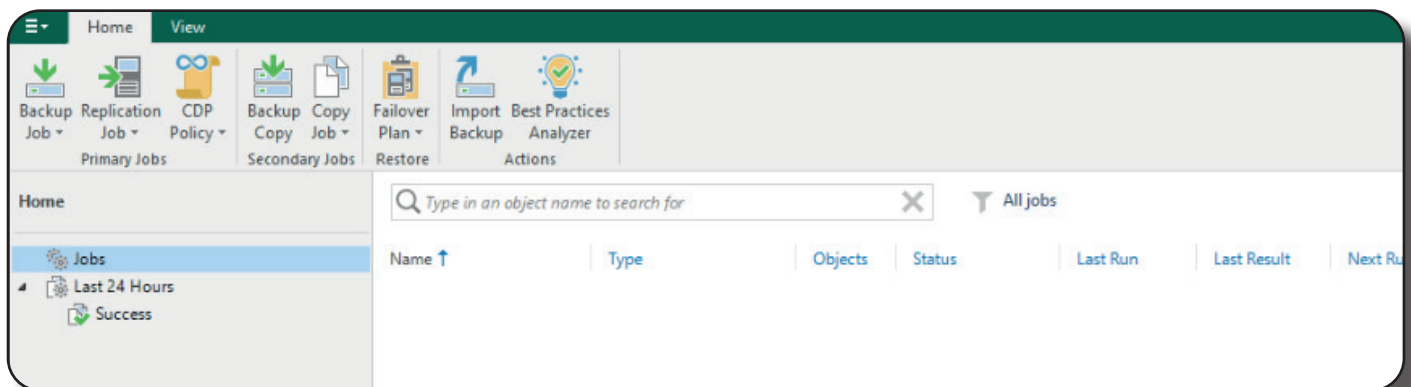 Home View
Backup Replication CDP Backup Copy Failover Import Best Practices
Job Job Policy Copy Job Plan Backup Analyzer
Primary Jobs Secondary Jobs Restore Actions
Home
Type in an object name to search for All jobs
Jobs
Name Type Objects Status Last Run Last Result Next Ru
Last 24 Hours
Success